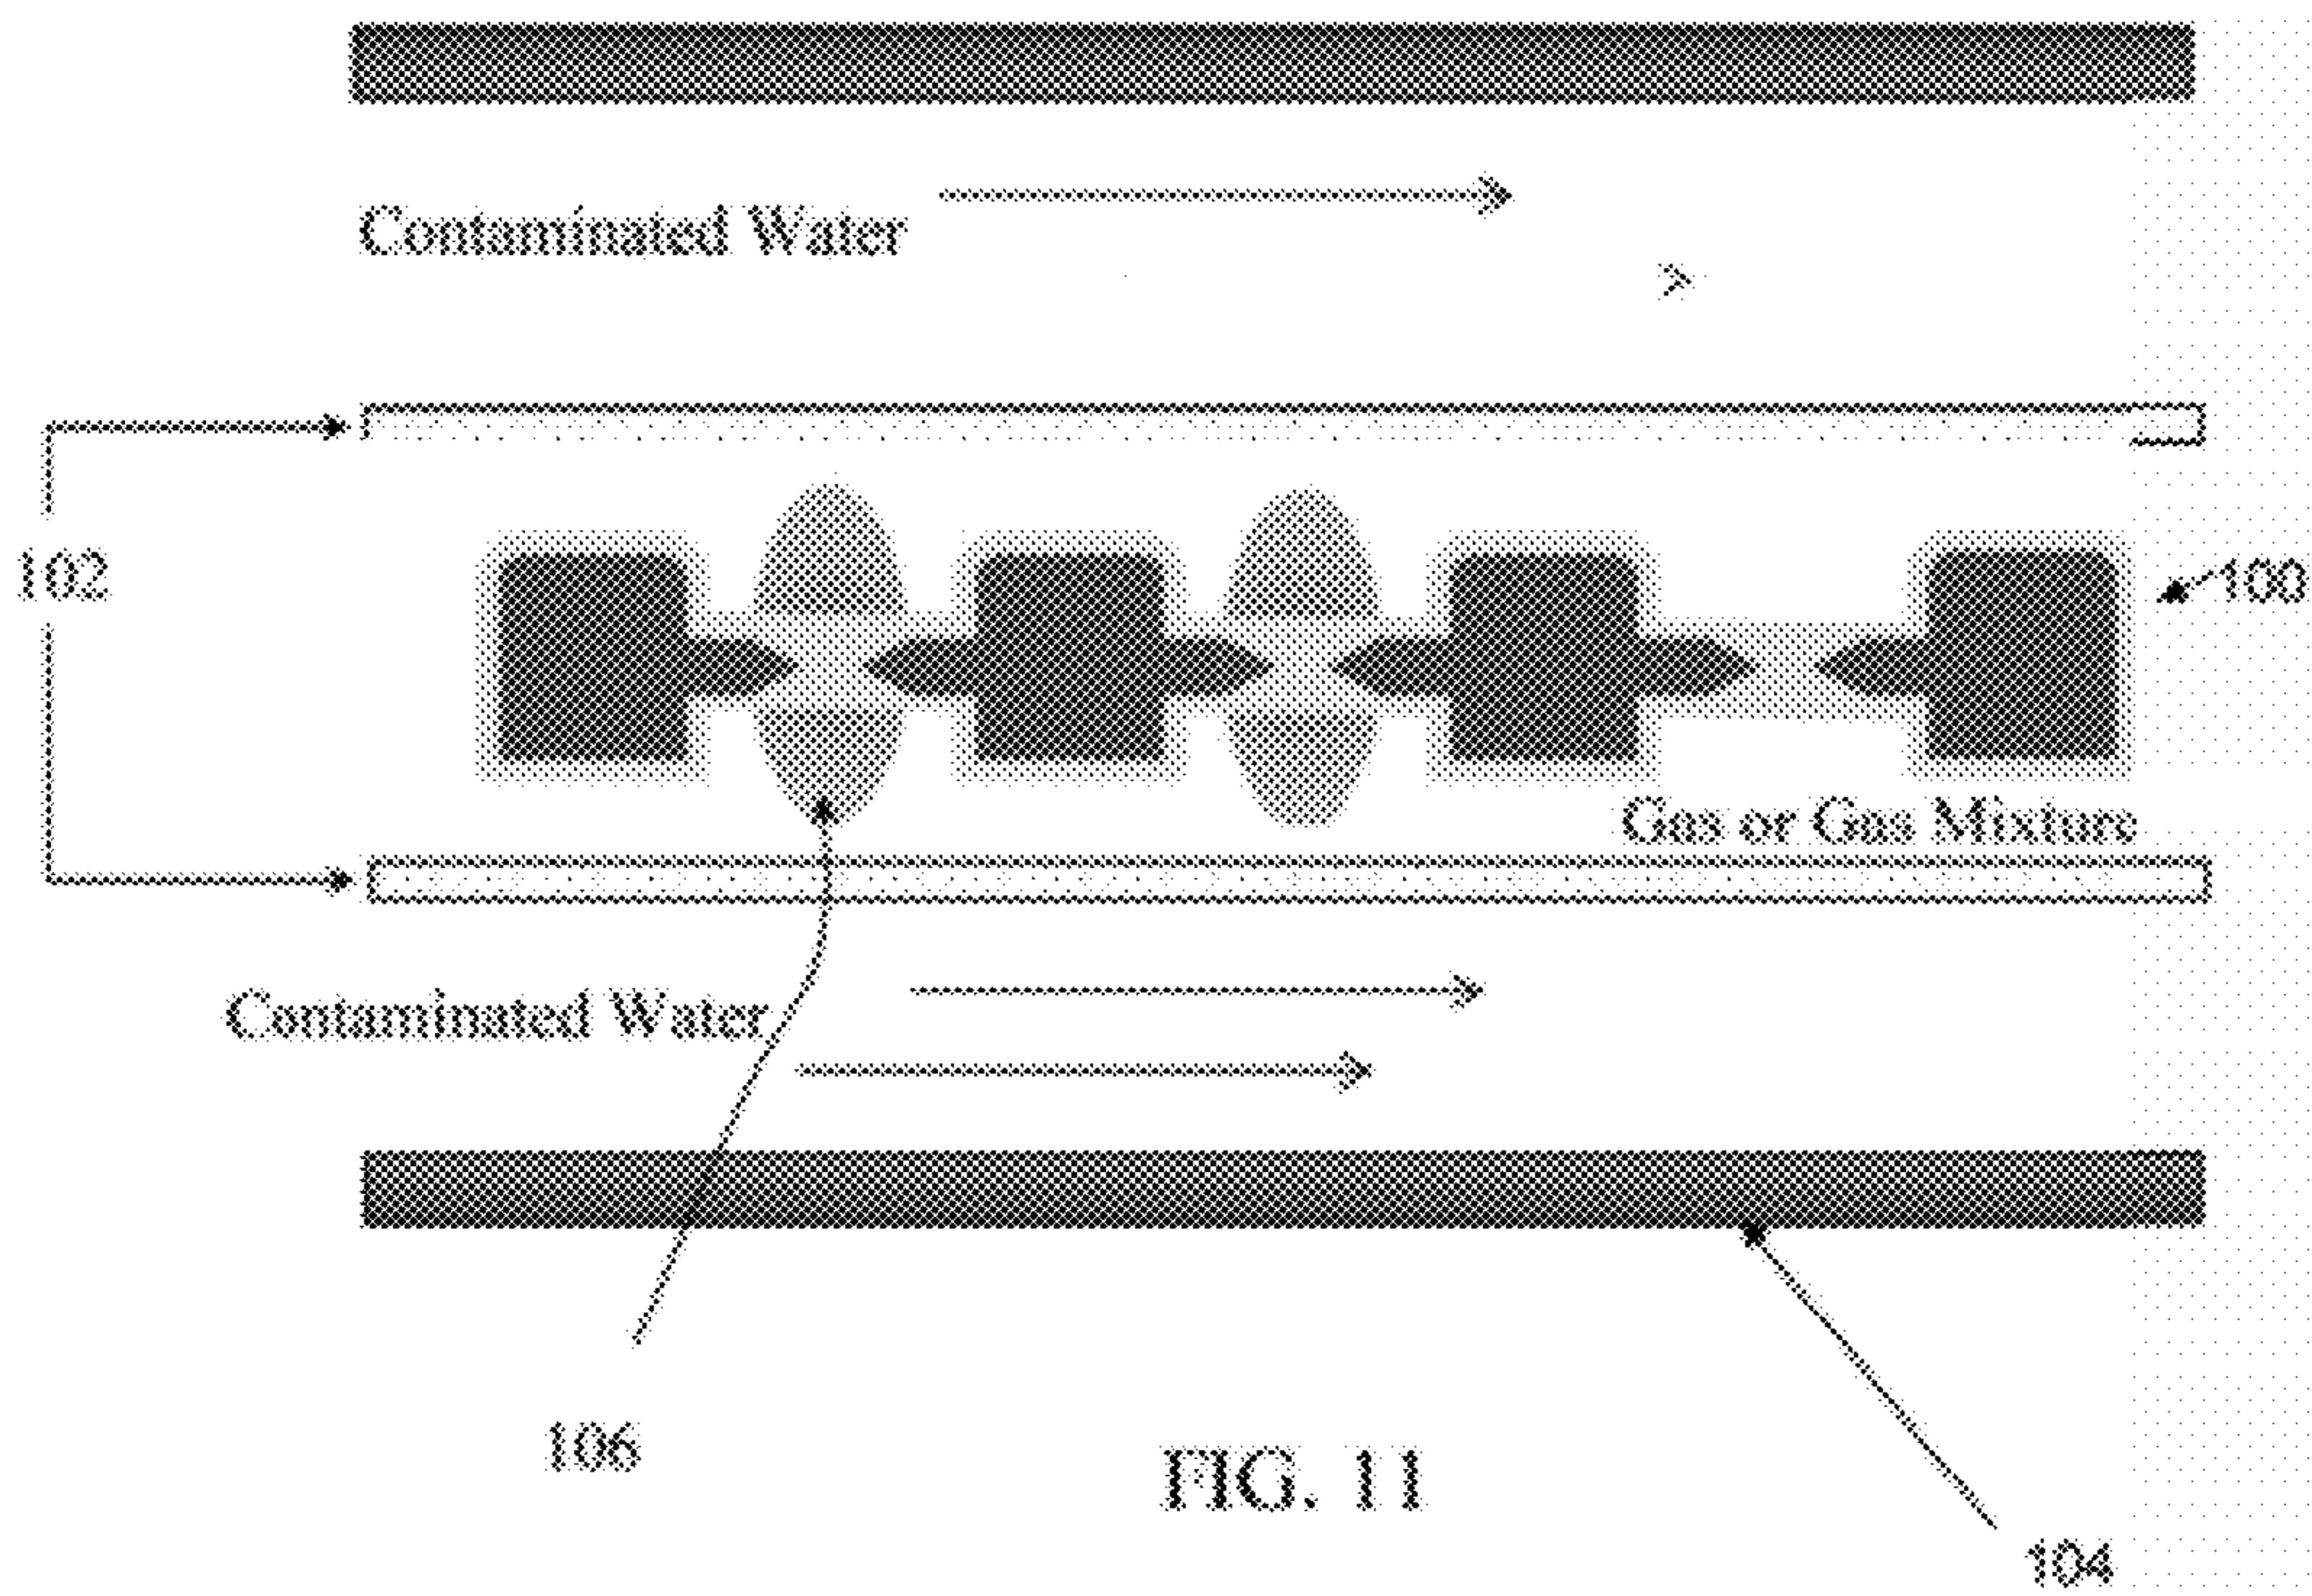 Contaminated Water
102
100
Gas or Gas Mixture
Contaminated Water
106
FIG. 11
104